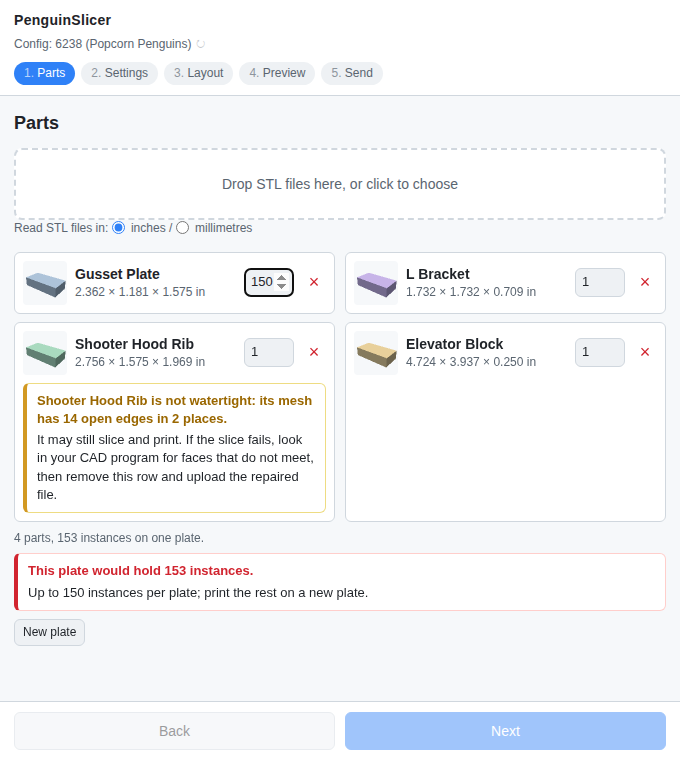 PenguinSlicer
Config: 6238 (Popcorn Penguins)
1. Parts 2. Settings 3. Layout 4. Preview 5. Send
Parts
Drop STL files here, or click to choose
Read STL files in: inches / millimetres
Gusset Plate
2.362 × 1.181 × 1.575 in
150 ×
L Bracket
1.732 × 1.732 × 0.709 in
1 ×
Shooter Hood Rib
2.756 × 1.575 × 1.969 in
1 ×
Shooter Hood Rib is not watertight: its mesh
has 14 open edges in 2 places.
It may still slice and print. If the slice fails, look
in your CAD program for faces that do not meet,
then remove this row and upload the repaired
file.
Elevator Block
4.724 × 3.937 × 0.250 in
1 ×
4 parts, 153 instances on one plate.
This plate would hold 153 instances.
Up to 150 instances per plate; print the rest on a new plate.
New plate
Back
Next